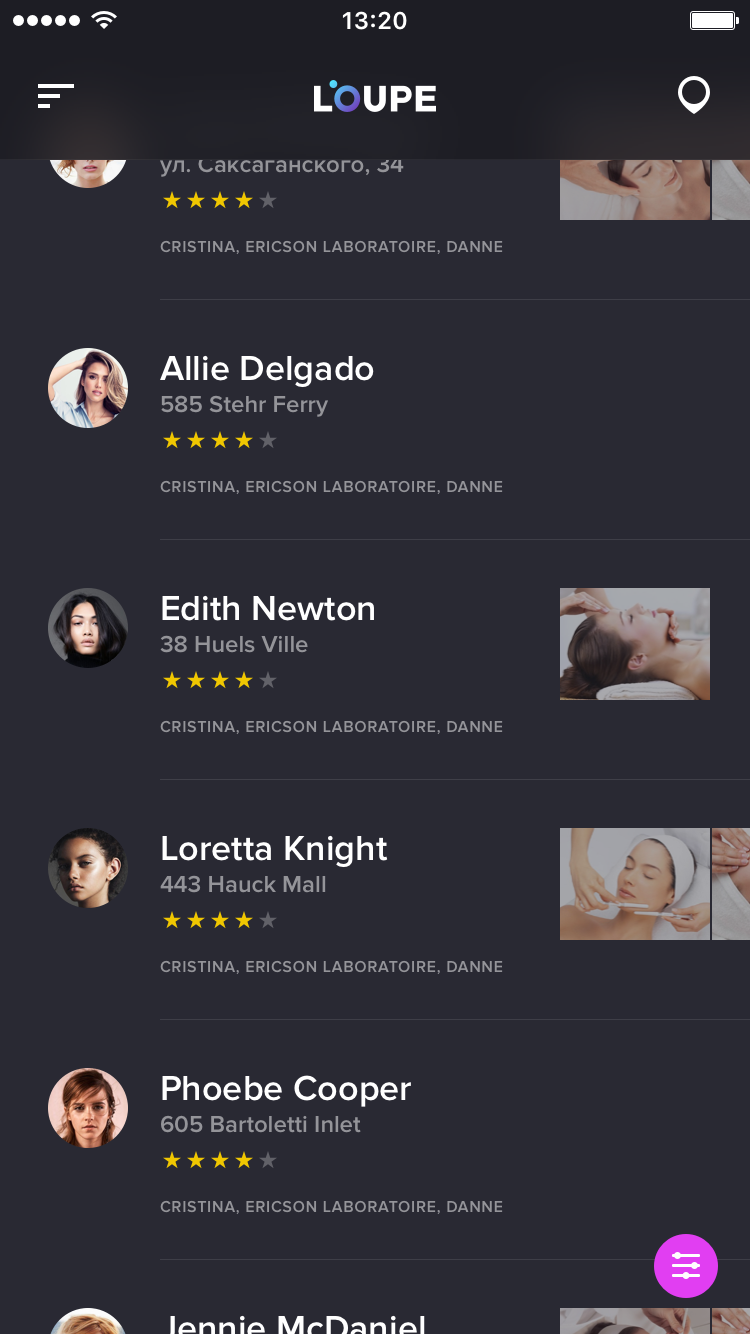 13:20
LOUPE
ул. Саксаганского, 34
CRISTINA, ERICSON LABORATOIRE, DANNE
Allie Delgado
585 Stehr Ferry
CRISTINA, ERICSON LABORATOIRE, DANNE
Edith Newton
38 Huels Ville
CRISTINA, ERICSON LABORATOIRE, DANNE
Loretta Knight
443 Hauck Mall
CRISTINA, ERICSON LABORATOIRE, DANNE
Phoebe Cooper
605 Bartoletti Inlet
CRISTINA, ERICSON LABORATOIRE, DANNE
Jennie McDaniel